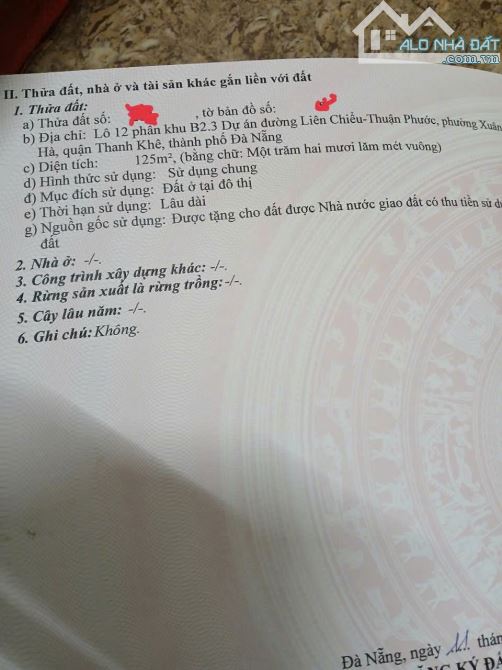 ALO NHÀ ĐẤT
.com.vn
II. Thửa đất, nhà ở và tài sản khác gắn liền với đất
1. Thửa đất:
a) Thửa đất số: , tờ bản đồ số:
b) Địa chỉ: Lô 12 phân khu B2.3 Dự án đường Liên Chiểu-Thuận Phước, phường Xuân
Hà, quận Thanh Khê, thành phố Đà Nẵng
c) Diện tích: 125m², (bằng chữ: Một trăm hai mươi lăm mét vuông)
d) Hình thức sử dụng: Sử dụng chung
đ) Mục đích sử dụng: Đất ở tại đô thị
e) Thời hạn sử dụng: Lâu dài
g) Nguồn gốc sử dụng: Được tặng cho đất được Nhà nước giao đất có thu tiền sử
đất
2. Nhà ở: -/-.
3. Công trình xây dựng khác: -/-.
4. Rừng sản xuất là rừng trồng:-/-.
5. Cây lâu năm: -/-.
6. Ghi chú: Không.
Đà Nẵng, ngày 11 thán
KÝ ĐẤ